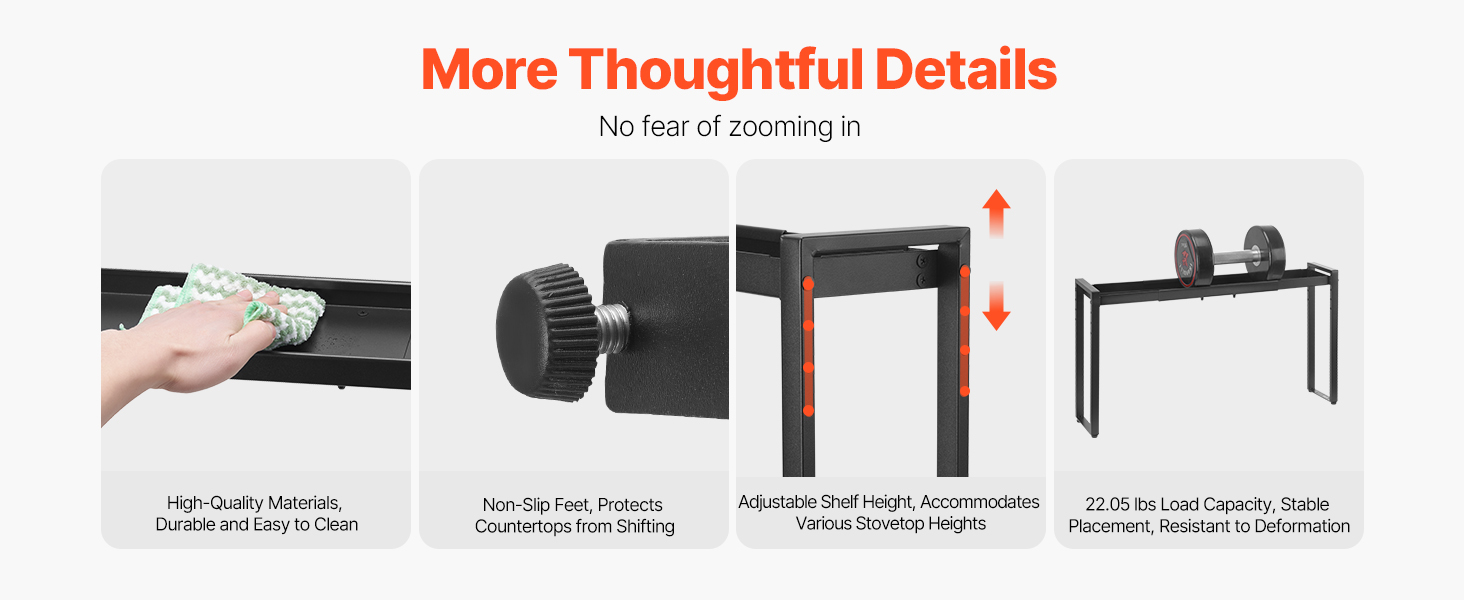 More Thoughtful Details
No fear of zooming in
High-Quality Materials,
Durable and Easy to Clean
Non-Slip Feet, Protects
Countertops from Shifting
Adjustable Shelf Height, Accommodates
Various Stovetop Heights
22.05 lbs Load Capacity, Stable
Placement, Resistant to Deformation